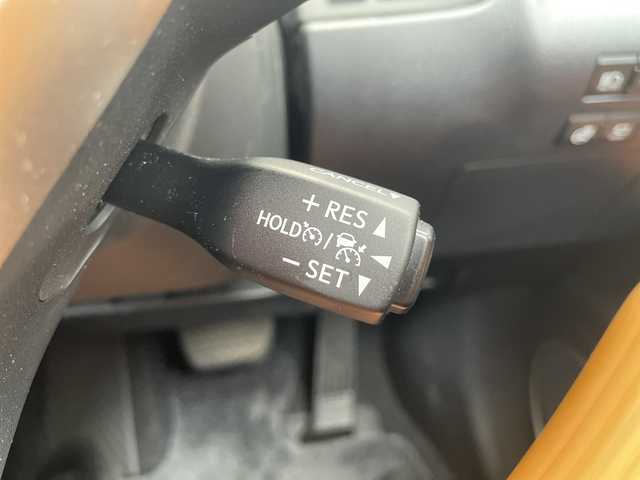 CANCEL
+ RES
HOLD /
− SET